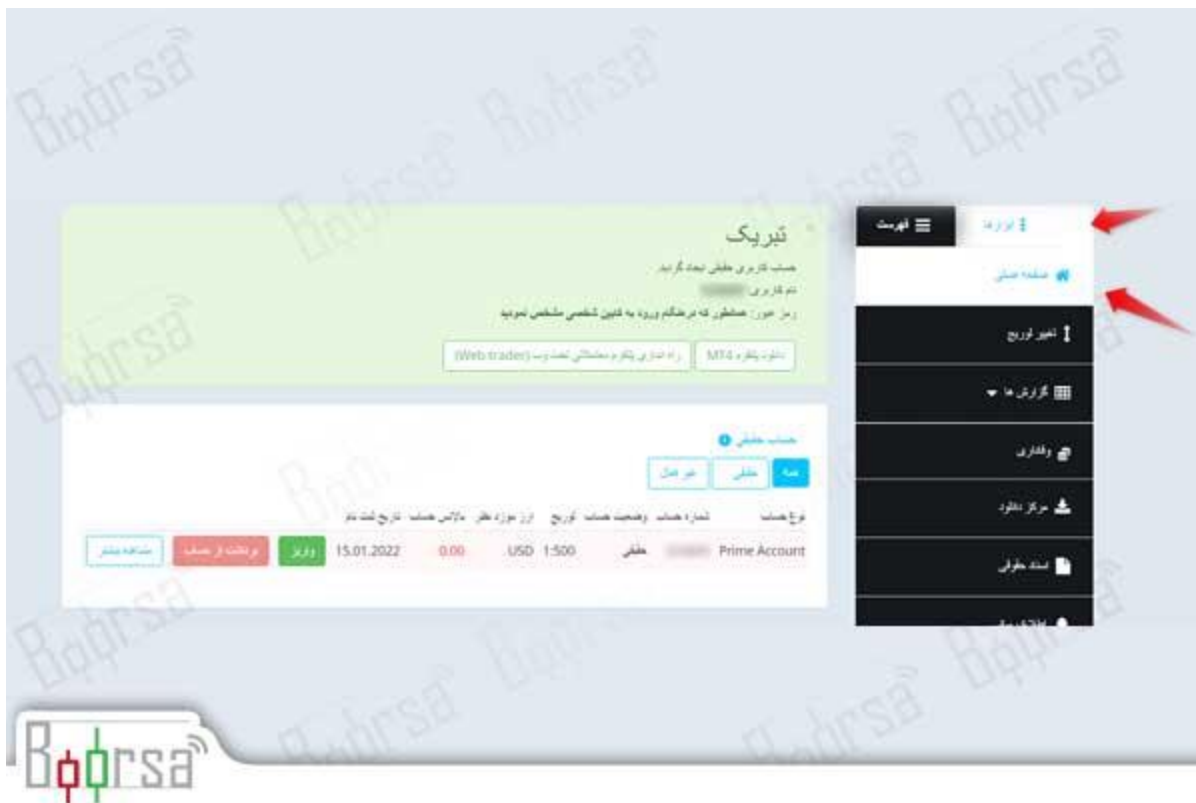 ابزارها
فهرست
صفحه اصلی
تغییر لوریج
گزارش ها
وفاداری
مرکز دانلود
اسناد حقوقی
تبریک
حساب کاربری حقیقی ایجاد گردید
نام کاربری:
رمز عبور: همانطور که در هنگام ورود به کابین شخصی مشخص نمودید
دانلود پلتفرم MT4
راه اندازی پلتفرم معاملاتی تحت وب (Web trader)
حساب حقیقی
همه حقیقی غیر فعال
نوع حساب شماره حساب وضعیت حساب لوریج ارز مورد نظر بالانس حساب تاریخ ثبت نام
Prime Account حقیقی 1:500 USD 0.00 15.01.2022 واریز برداشت از حساب مشاهده بیشتر
Boorsa